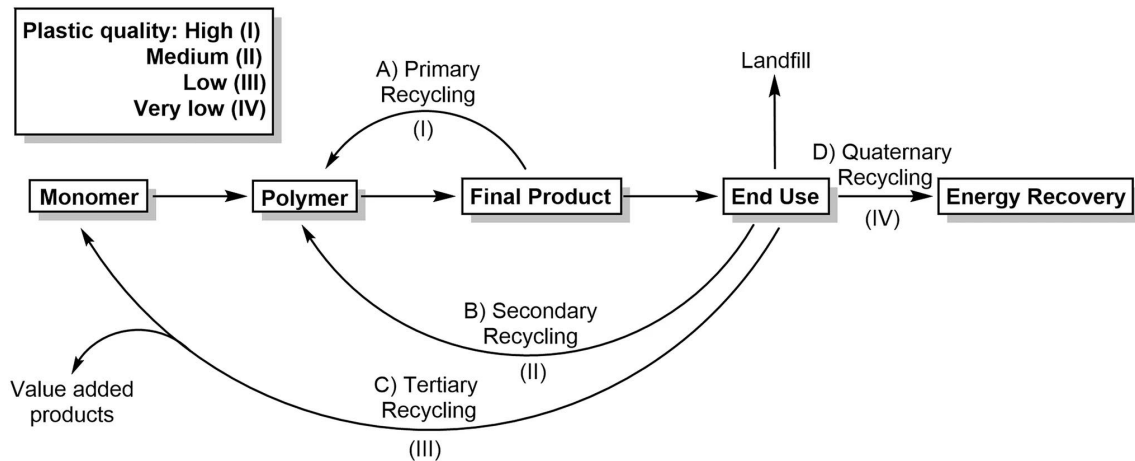 Plastic quality: High (I)
Medium (II)
Low (III)
Very low (IV)
A) Primary
Recycling
(I)
Landfill
D) Quaternary
Recycling
(IV)
Monomer
Polymer
Final Product
End Use
Energy Recovery
B) Secondary
Recycling
(II)
C) Tertiary
Recycling
(III)
Value added
products